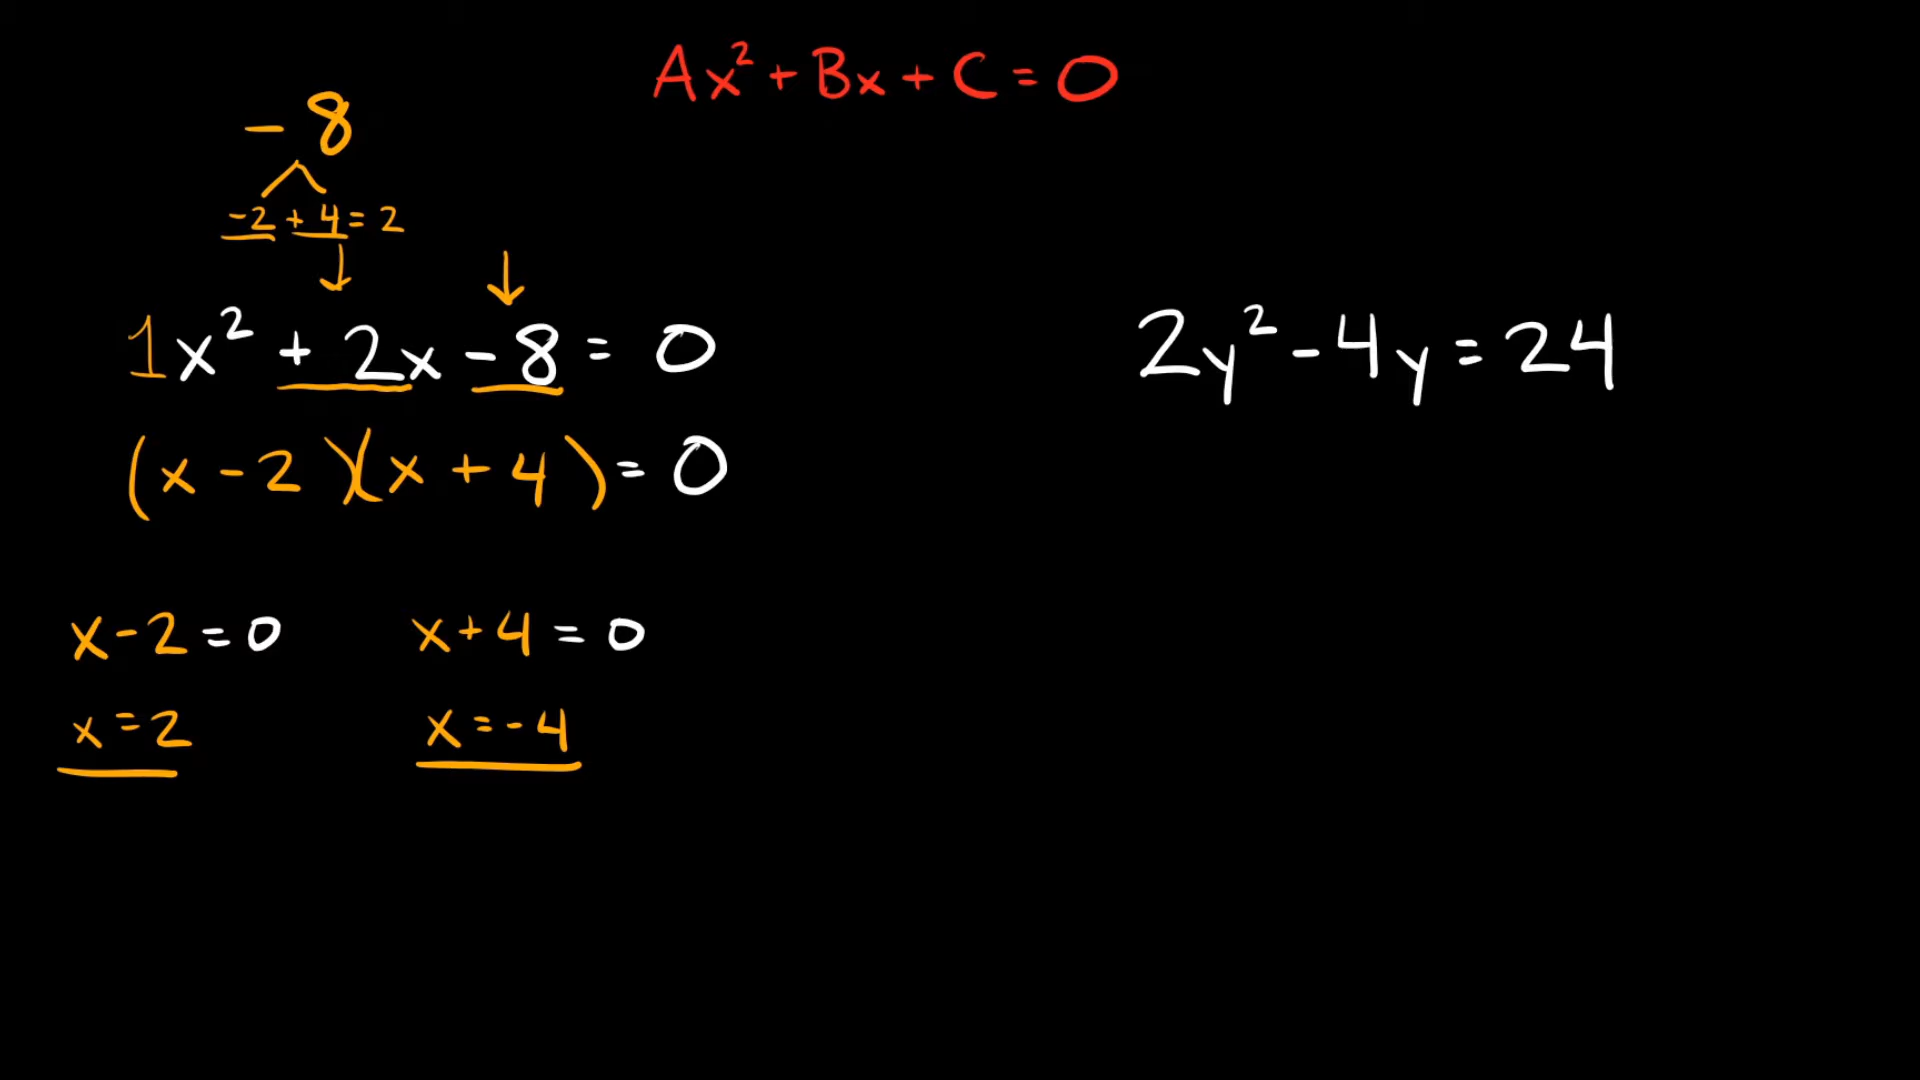 Ax² + Bx + C = 0
- 8
-2 + 4 = 2
1x² + 2x - 8 = 0
(x - 2)(x + 4) = 0
x - 2 = 0
x + 4 = 0
x = 2
x = - 4
2y² - 4y = 24